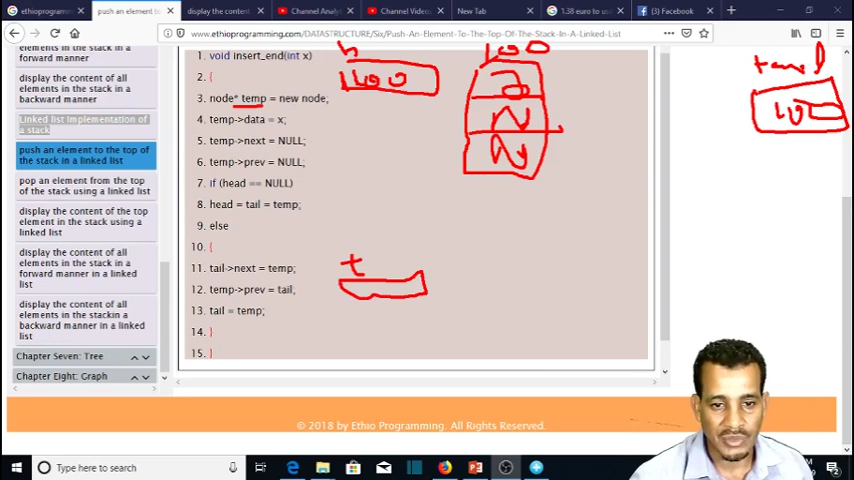 ethioprogramming
push an element to
display the content
Channel Analy
Channel Videos
New Tab
1.38 euro to us
Facebook
www.ethioprogramming.com/DATASTRUCTURE/Six/Push-An-Element-To-The-Top-Of-The-Stack-In-A-Linked-List
Search
elements in the stack in a
forward manner
display the content of all
elements in the stack in a
backward manner
Linked list implementation of
a stack
push an element to the top of
the stack in a linked list
pop an element from the top
of the stack using a linked list
display the content of the top
element in the stack using a
linked list
display the content of all
elements in the stack in a
forward manner in a linked
list
display the content of all
elements in the stackin a
backward manner in a linked
list
Chapter Seven: Tree
Chapter Eight: Graph
1. void insert_end(int x)
2. {
3. node* temp = new node;
4. temp->data = x;
5. temp->next = NULL;
6. temp->prev = NULL;
7. if (head == NULL)
8. head = tail = temp;
9. else
10. {
11. tail->next = temp;
12. temp->prev = tail;
13. tail = temp;
14. }
15. }
h
100
N
N
t
© 2018 by Ethio Programming. All Rights Reserved.
Type here to search